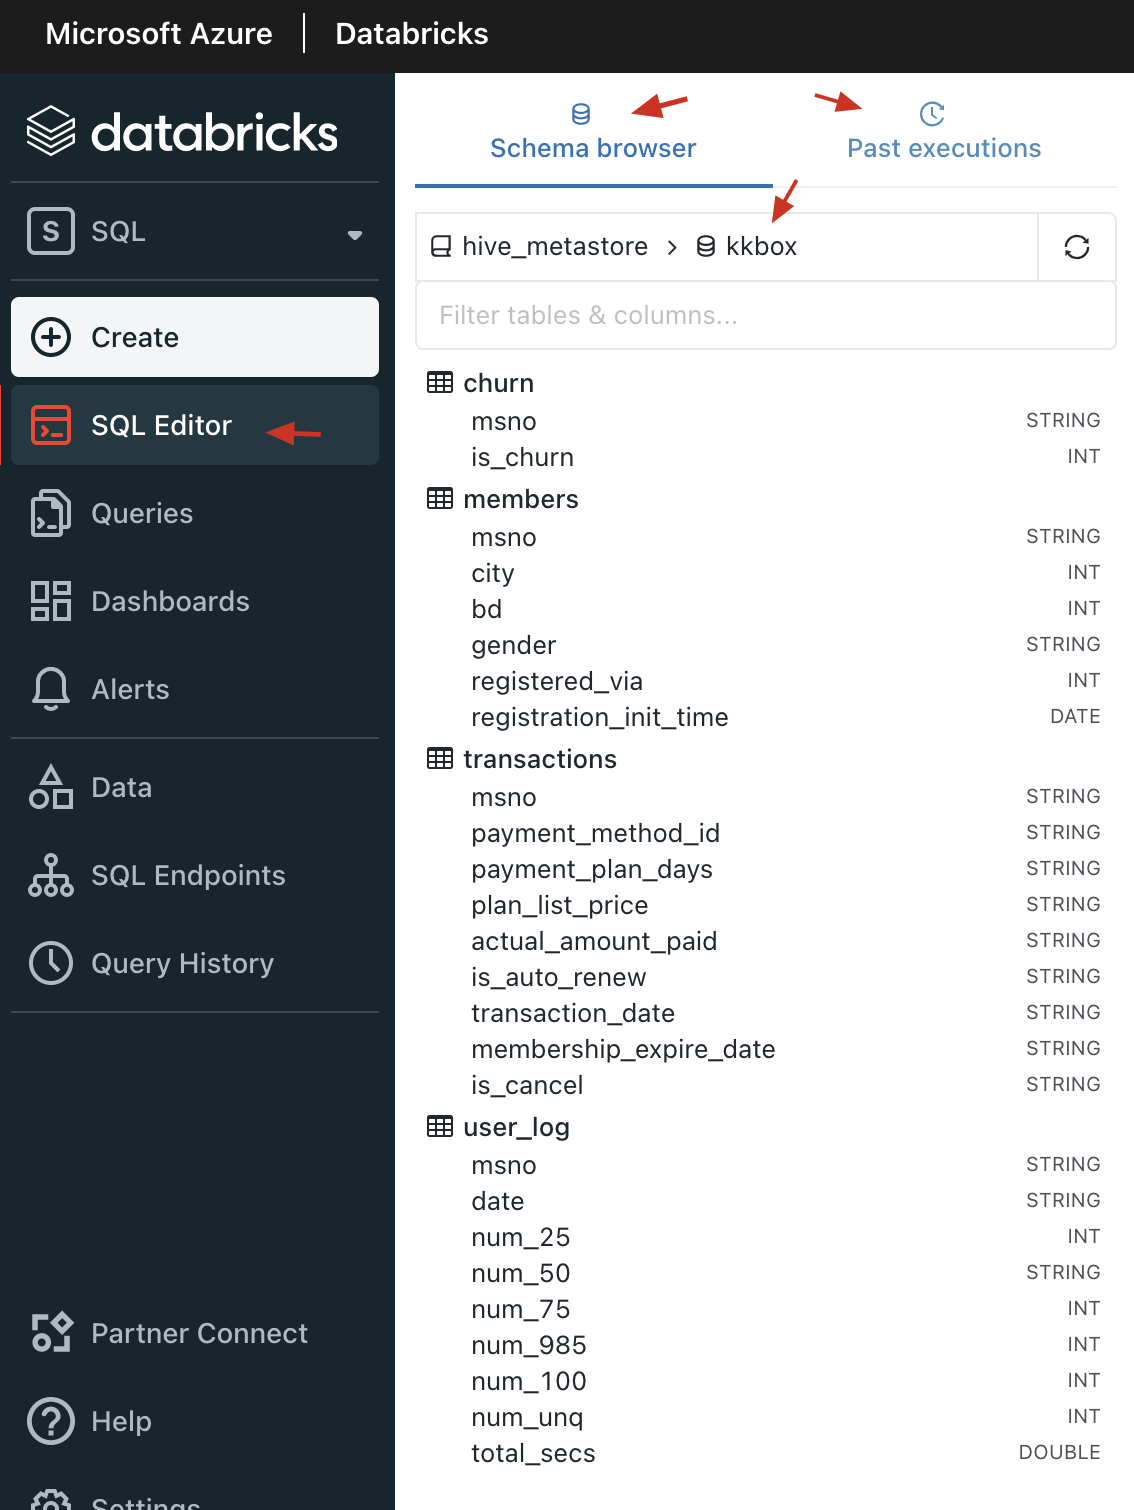 Microsoft Azure | Databricks
databricks
S SQL
Create
SQL Editor
Queries
Dashboards
Alerts
Data
SQL Endpoints
Query History
Partner Connect
Help
Settings
Schema browser
Past executions
hive_metastore > kkbox
Filter tables & columns...
churn
msno STRING
is_churn INT
members
msno STRING
city INT
bd INT
gender STRING
registered_via INT
registration_init_time DATE
transactions
msno STRING
payment_method_id STRING
payment_plan_days STRING
plan_list_price STRING
actual_amount_paid STRING
is_auto_renew STRING
transaction_date STRING
membership_expire_date STRING
is_cancel STRING
user_log
msno STRING
date STRING
num_25 INT
num_50 STRING
num_75 INT
num_985 INT
num_100 INT
num_unq INT
total_secs DOUBLE